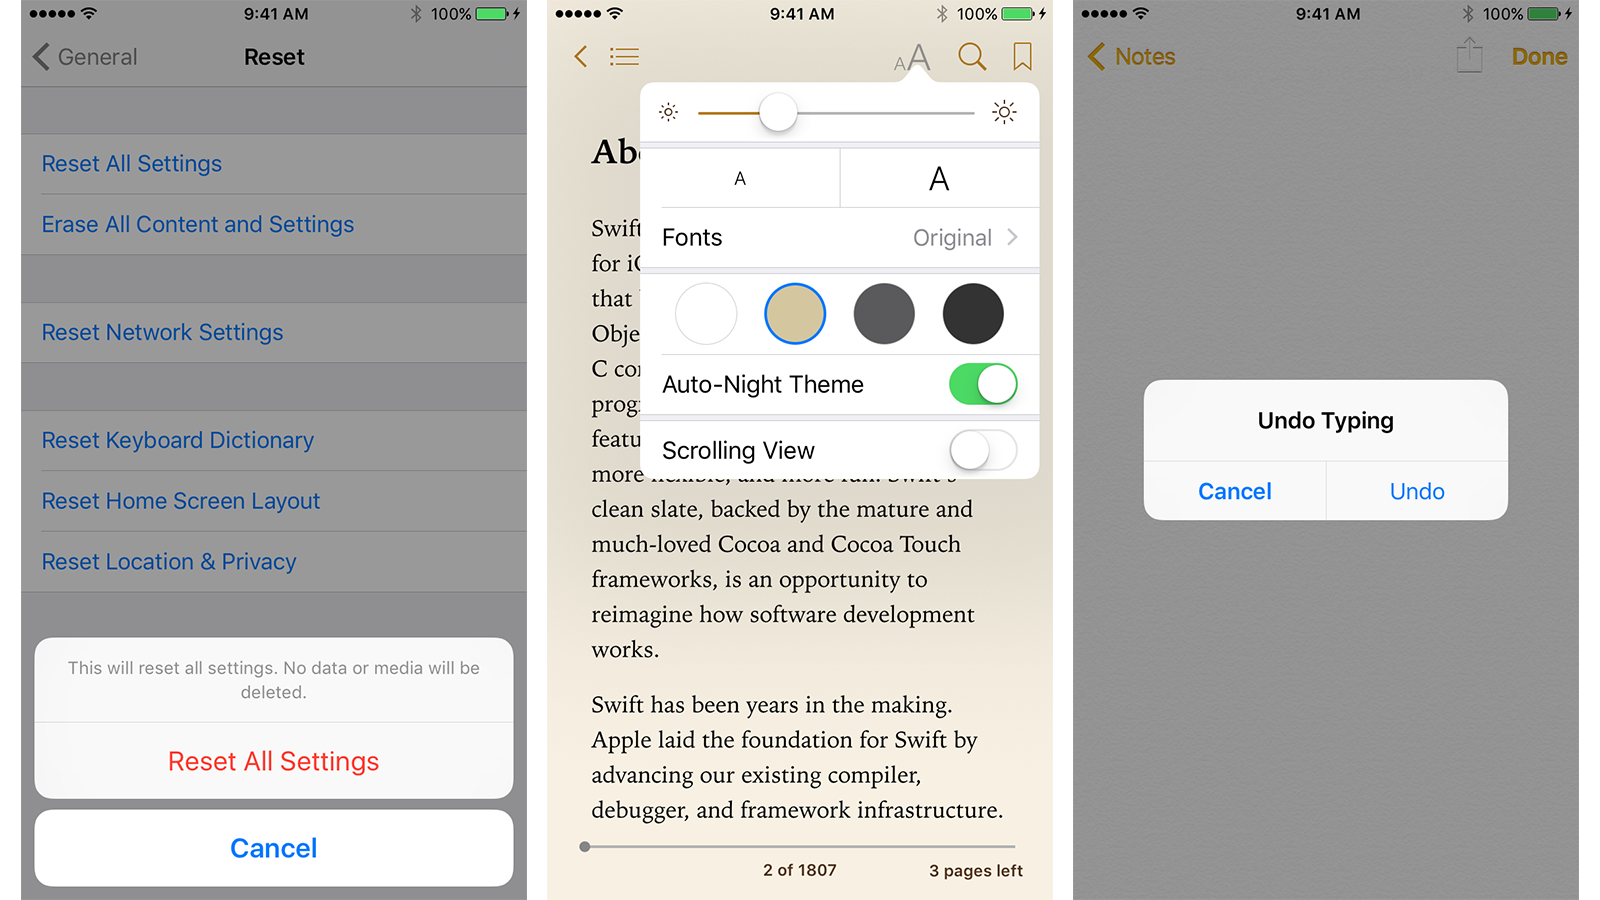 9:41 AM
100%
General
Reset
Reset All Settings
Erase All Content and Settings
Reset Network Settings
Reset Keyboard Dictionary
Reset Home Screen Layout
Reset Location & Privacy
This will reset all settings. No data or media will be
deleted.
Reset All Settings
Cancel
9:41 AM
100%
AA
A
A
Fonts
Original
Auto-Night Theme
Scrolling View
Swift
for
that
C
more flexible, and more fun. Swift's
clean slate, backed by the mature and
much-loved Cocoa and Cocoa Touch
frameworks, is an opportunity to
reimagine how software development
works.
Swift has been years in the making.
Apple laid the foundation for Swift by
advancing our existing compiler,
debugger, and framework infrastructure.
2 of 1807
3 pages left
9:41 AM
100%
Notes
Done
Undo Typing
Cancel
Undo